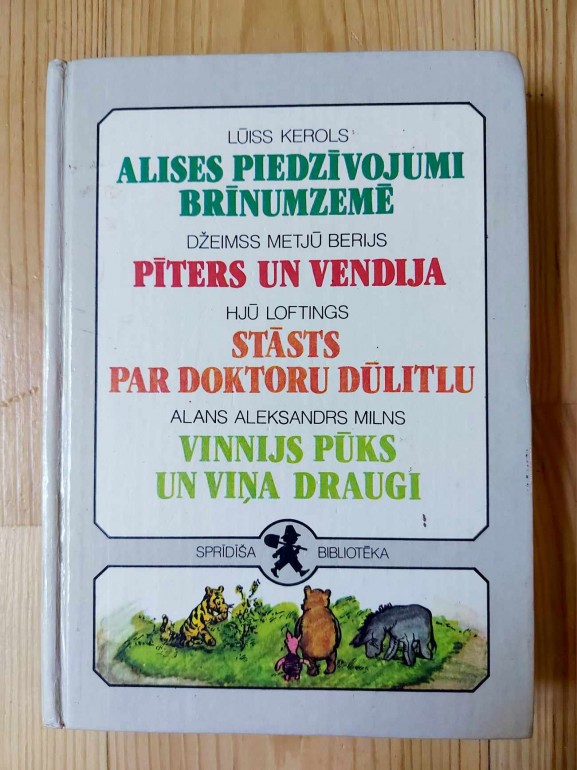 LŪISS KEROLS
ALISES PIEDZĪVOJUMI
BRĪNUMZEMĒ
DŽEIMSS METJŪ BERIJS
PĪTERS UN VENDIJA
HJŪ LOFTINGS
STĀSTS
PAR DOKTORU DŪLITLU
ALANS ALEKSANDRS MILNS
VINNIJS PŪKS
UN VIŅA DRAUGI
SPRĪDĪŠA BIBLIOTĒKA